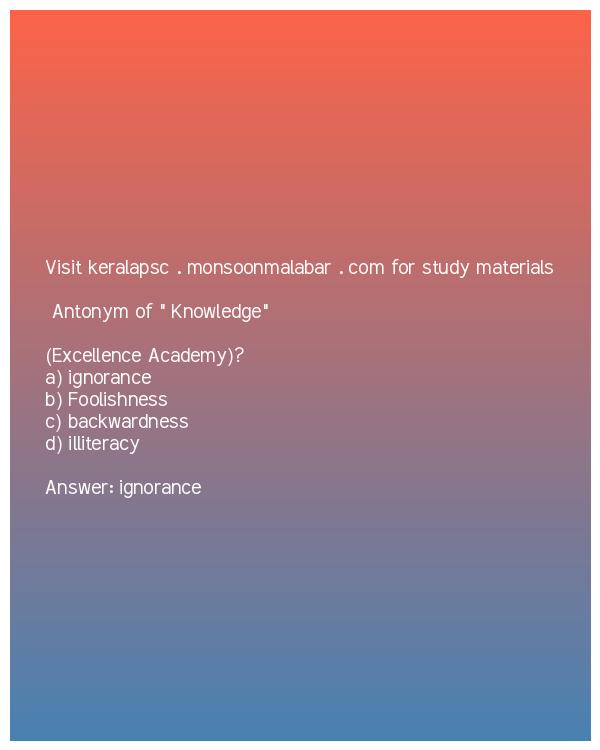 Visit keralapsc . monsoonmalabar . com for study materials
Antonym of " Knowledge"
(Excellence Academy)?
a) ignorance
b) Foolishness
c) backwardness
d) illiteracy
Answer: ignorance